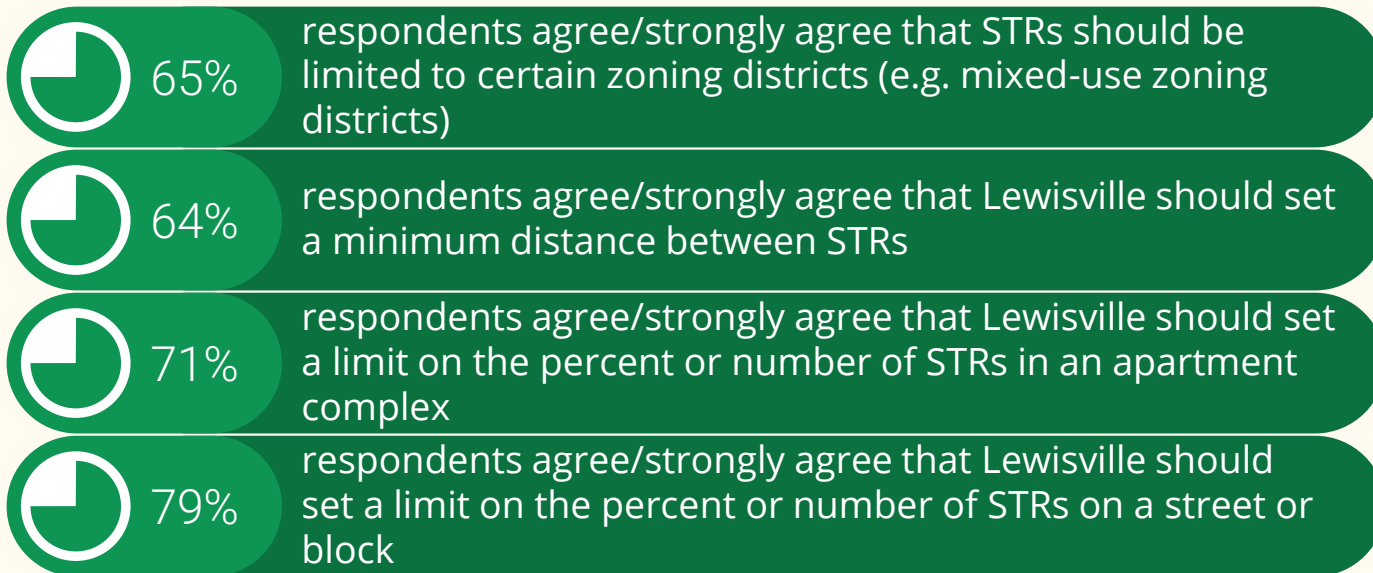 65%
respondents agree/strongly agree that STRs should be
limited to certain zoning districts (e.g. mixed-use zoning
districts)
64%
respondents agree/strongly agree that Lewisville should set
a minimum distance between STRs
71%
respondents agree/strongly agree that Lewisville should set
a limit on the percent or number of STRs in an apartment
complex
79%
respondents agree/strongly agree that Lewisville should
set a limit on the percent or number of STRs on a street or
block